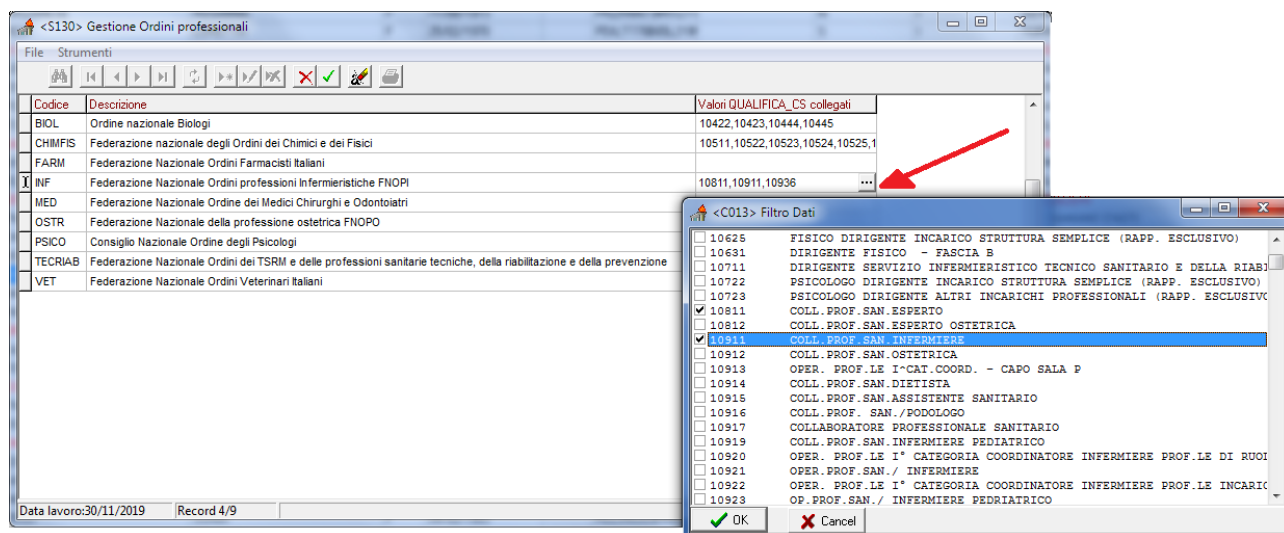 <S130> Gestione Ordini professionali
File Strumenti
Codice Descrizione Valori QUALIFICA_CS collegati
BIOL Ordine nazionale Biologi 10422,10423,10444,10445
CHIMFIS Federazione nazionale degli Ordini dei Chimici e dei Fisici 10511,10522,10523,10524,10525,1
FARM Federazione Nazionale Ordini Farmacisti Italiani
INF Federazione Nazionale Ordini professioni Infermieristiche FNOPI 10811,10911,10936 ...
MED Federazione Nazionale Ordine dei Medici Chirurghi e Odontoiatri
OSTR Federazione Nazionale della professione ostetrica FNOPO
PSICO Consiglio Nazionale Ordine degli Psicologi
TECRIAB Federazione Nazionale Ordini dei TSRM e delle professioni sanitarie tecniche, della riabilitazione e della prevenzione
VET Federazione Nazionale Ordini Veterinari Italiani
Data lavoro:30/11/2019 Record 4/9
<C013> Filtro Dati
10625 FISICO DIRIGENTE INCARICO STRUTTURA SEMPLICE (RAPP. ESCLUSIVO)
10631 DIRIGENTE FISICO - FASCIA B
10711 DIRIGENTE SERVIZIO INFERMIERISTICO TECNICO SANITARIO E DELLA RIABI
10722 PSICOLOGO DIRIGENTE INCARICO STRUTTURA SEMPLICE (RAPP. ESCLUSIVO)
10723 PSICOLOGO DIRIGENTE ALTRI INCARICHI PROFESSIONALI (RAPP. ESCLUSIVO
10811 COLL.PROF.SAN.ESPERTO
10812 COLL.PROF.SAN.ESPERTO OSTETRICA
10911 COLL.PROF.SAN.INFERMIERE
10912 COLL.PROF.SAN.OSTETRICA
10913 OPER. PROF.LE I^CAT.COORD. - CAPO SALA P
10914 COLL.PROF.SAN.DIETISTA
10915 COLL.PROF.SAN.ASSISTENTE SANITARIO
10916 COLL.PROF. SAN./PODOLOGO
10917 COLLABORATORE PROFESSIONALE SANITARIO
10919 COLL.PROF.SAN.INFERMIERE PEDIATRICO
10920 OPER. PROF.LE I° CATEGORIA COORDINATORE INFERMIERE PROF.LE DI RUOL
10921 OPER.PROF.SAN./ INFERMIERE
10922 OPER. PROF.LE I° CATEGORIA COORDINATORE INFERMIERE PROF.LE INCARIC
10923 OP.PROF.SAN./ INFERMIERE PEDRIATRICO
OK Cancel